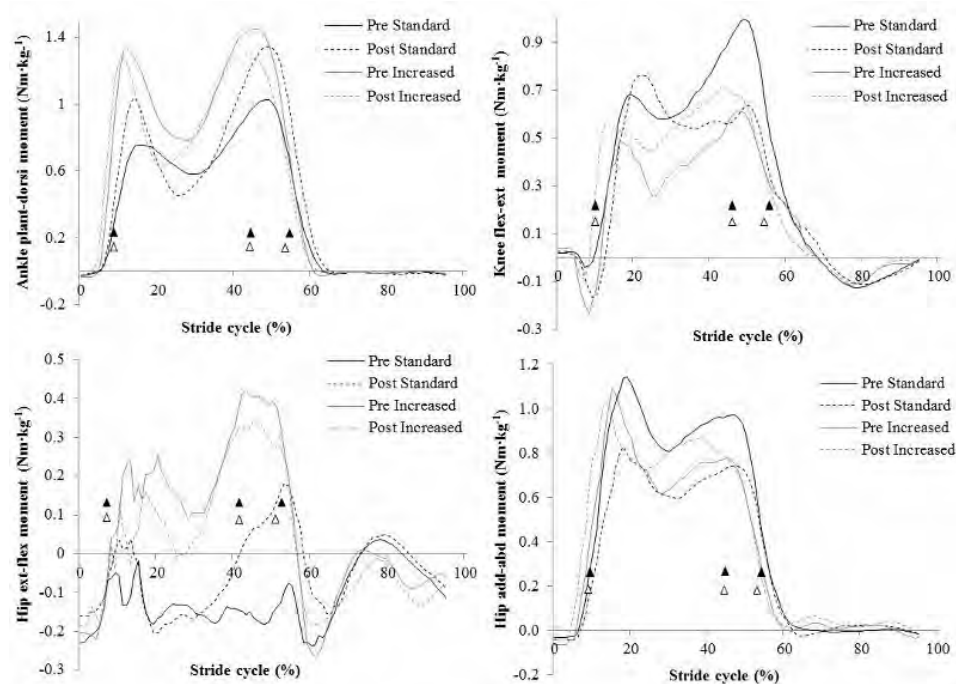 Ankle plant-dorsi moment (Nm·kg⁻¹)
1.4
1
0.6
0.2
-0.2
0
20
40
60
80
100
Stride cycle (%)
Pre Standard
Post Standard
Pre Increased
Post Increased
Knee flex-ext moment (Nm·kg⁻¹)
0.9
0.6
0.3
0.0
-0.1
-0.3
0
20
40
60
80
100
Stride cycle (%)
Pre Standard
Post Standard
Pre Increased
Post Increased
Hip ext-flex moment (Nm·kg⁻¹)
0.5
0.4
0.3
0.2
0.1
0
-0.1
-0.2
-0.3
0
20
40
60
80
100
Stride cycle (%)
Pre Standard
Post Standard
Pre Increased
Post Increased
Hip add-abd moment (Nm·kg⁻¹)
1.2
1.0
0.8
0.6
0.4
0.2
0.0
-0.2
0
20
40
60
80
100
Stride cycle (%)
Pre Standard
Post Standard
Pre Increased
Post Increased